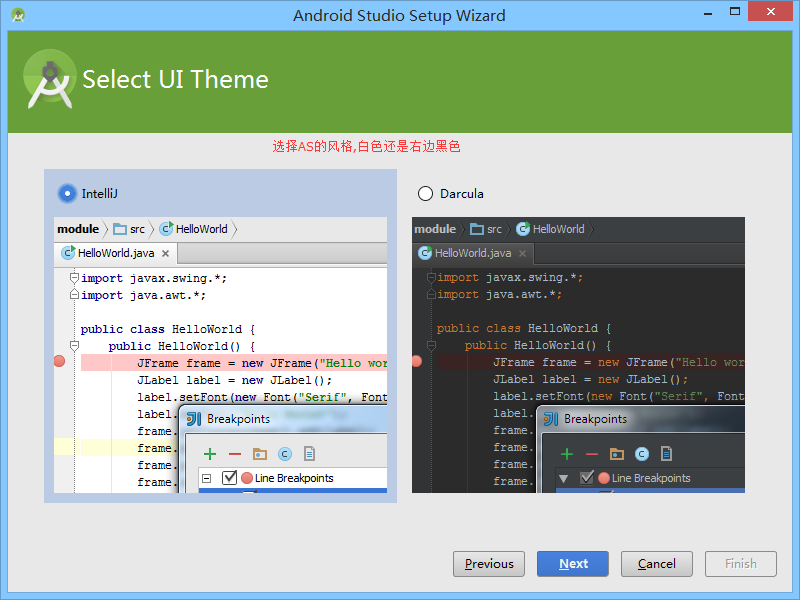 Android Studio Setup Wizard
Select UI Theme
选择AS的风格,白色还是右边黑色
IntelliJ
module src HelloWorld
HelloWorld.java
import javax.swing.*;
import java.awt.*;
public class HelloWorld {
public HelloWorld() {
JFrame frame = new JFrame("Hello wor
JLabel label = new JLabel();
label.setFont(new Font("Serif", Font
label.
frame.
frame.
frame.
frame.
Breakpoints
Line Breakpoints
Darcula
module src HelloWorld
HelloWorld.java
import javax.swing.*;
import java.awt.*;
public class HelloWorld {
public HelloWorld() {
JFrame frame = new JFrame("Hello wor
JLabel label = new JLabel();
label.setFont(new Font("Serif", Font
label.
frame.
frame.
frame.
frame.
Breakpoints
Line Breakpoints
Previous Next Cancel Finish